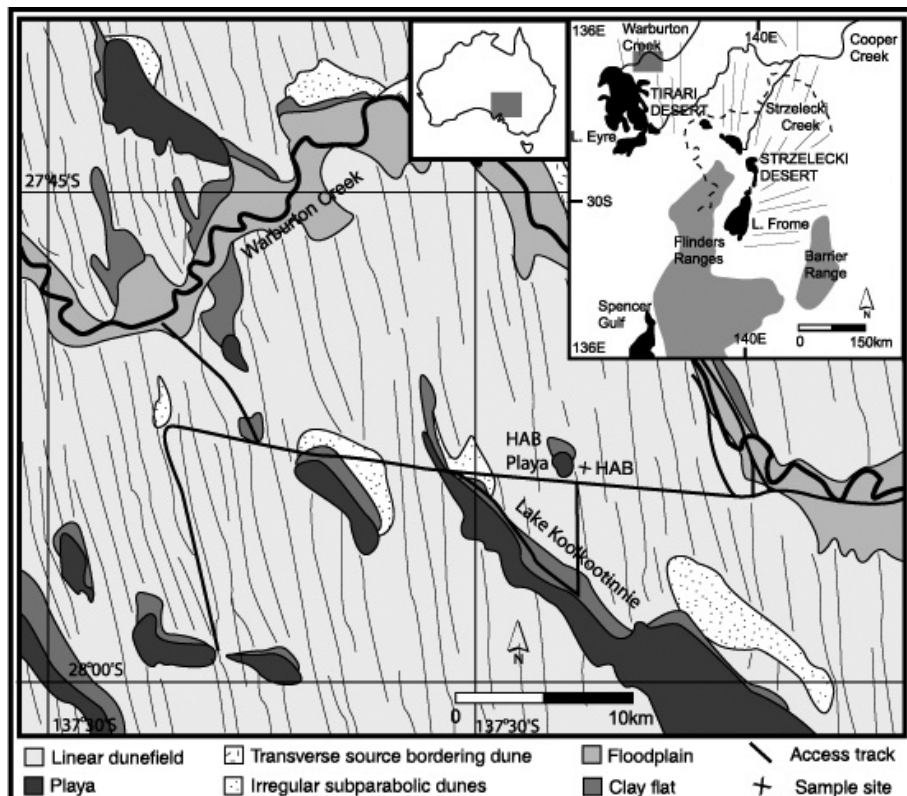 136E
Warburton
Creek
140E
Cooper
Creek
TIRARI
DESERT
Strzelecki
Creek
L. Eyre
STRZELECKI
DESERT
30S
L. Frome
Flinders
Ranges
Barrier
Range
Spencer
Gulf
N
136E
140E
0 150km
27°45'S
Warburton Creek
HAB
Playa
+ HAB
Lake Koolkootinnie
N
28°00'S
0 10km
137°30'S
137°30'S
Linear dunefield
Transverse source bordering dune
Floodplain
Access track
Playa
Irregular subparabolic dunes
Clay flat
Sample site